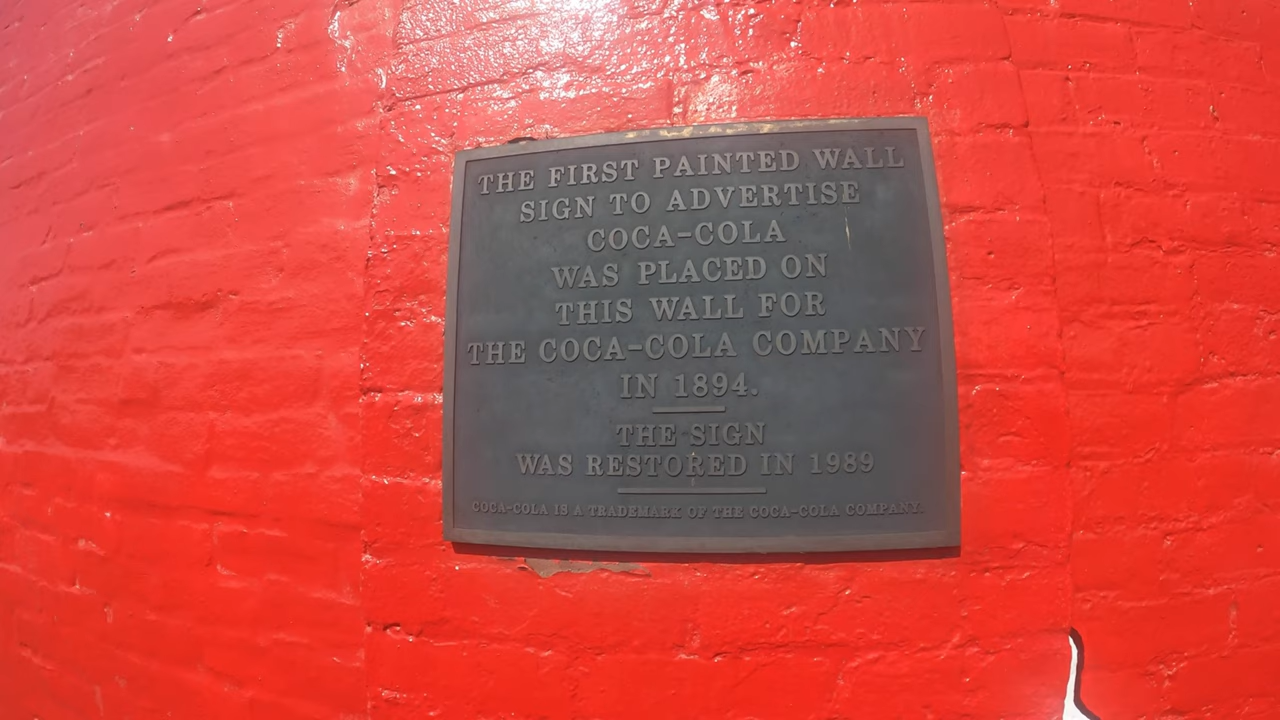 THE FIRST PAINTED WALL
SIGN TO ADVERTISE
COCA-COLA
WAS PLACED ON
THIS WALL FOR
THE COCA-COLA COMPANY
IN 1894.
THE SIGN
WAS RESTORED IN 1989
COCA-COLA IS A TRADEMARK OF THE COCA-COLA COMPANY.